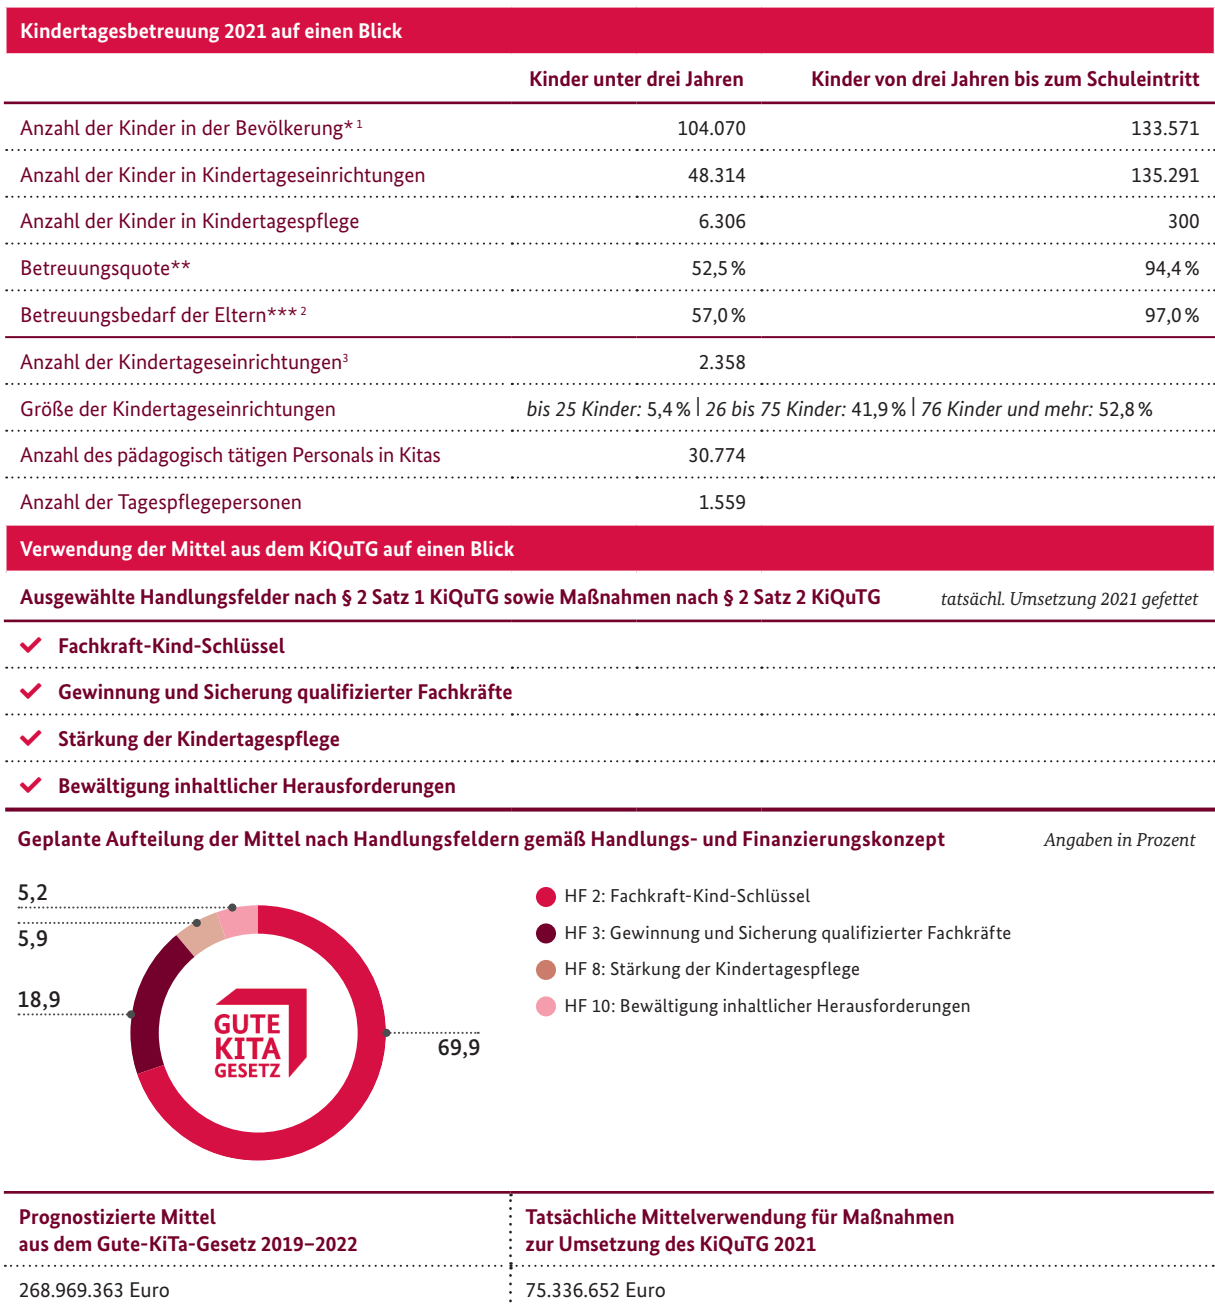 Kindertagesbetreuung 2021 auf einen Blick
Kinder unter drei Jahren Kinder von drei Jahren bis zum Schuleintritt
Anzahl der Kinder in der Bevölkerung*¹ 104.070 133.571
Anzahl der Kinder in Kindertageseinrichtungen 48.314 135.291
Anzahl der Kinder in Kindertagespflege 6.306 300
Betreuungsquote** 52,5 % 94,4 %
Betreuungsbedarf der Eltern***² 57,0 % 97,0 %
Anzahl der Kindertageseinrichtungen³ 2.358
Größe der Kindertageseinrichtungen bis 25 Kinder: 5,4 % | 26 bis 75 Kinder: 41,9 % | 76 Kinder und mehr: 52,8 %
Anzahl des pädagogisch tätigen Personals in Kitas 30.774
Anzahl der Tagespflegepersonen 1.559
Verwendung der Mittel aus dem KiQuTG auf einen Blick
Ausgewählte Handlungsfelder nach § 2 Satz 1 KiQuTG sowie Maßnahmen nach § 2 Satz 2 KiQuTG tatsächl. Umsetzung 2021 gefettet
✓ Fachkraft-Kind-Schlüssel
✓ Gewinnung und Sicherung qualifizierter Fachkräfte
✓ Stärkung der Kindertagespflege
✓ Bewältigung inhaltlicher Herausforderungen
Geplante Aufteilung der Mittel nach Handlungsfeldern gemäß Handlungs- und Finanzierungskonzept Angaben in Prozent
5,2
5,9
18,9
69,9
GUTE
KITA
GESETZ
HF 2: Fachkraft-Kind-Schlüssel
HF 3: Gewinnung und Sicherung qualifizierter Fachkräfte
HF 8: Stärkung der Kindertagespflege
HF 10: Bewältigung inhaltlicher Herausforderungen
Prognostizierte Mittel
aus dem Gute-KiTa-Gesetz 2019–2022
268.969.363 Euro
Tatsächliche Mittelverwendung für Maßnahmen
zur Umsetzung des KiQuTG 2021
75.336.652 Euro